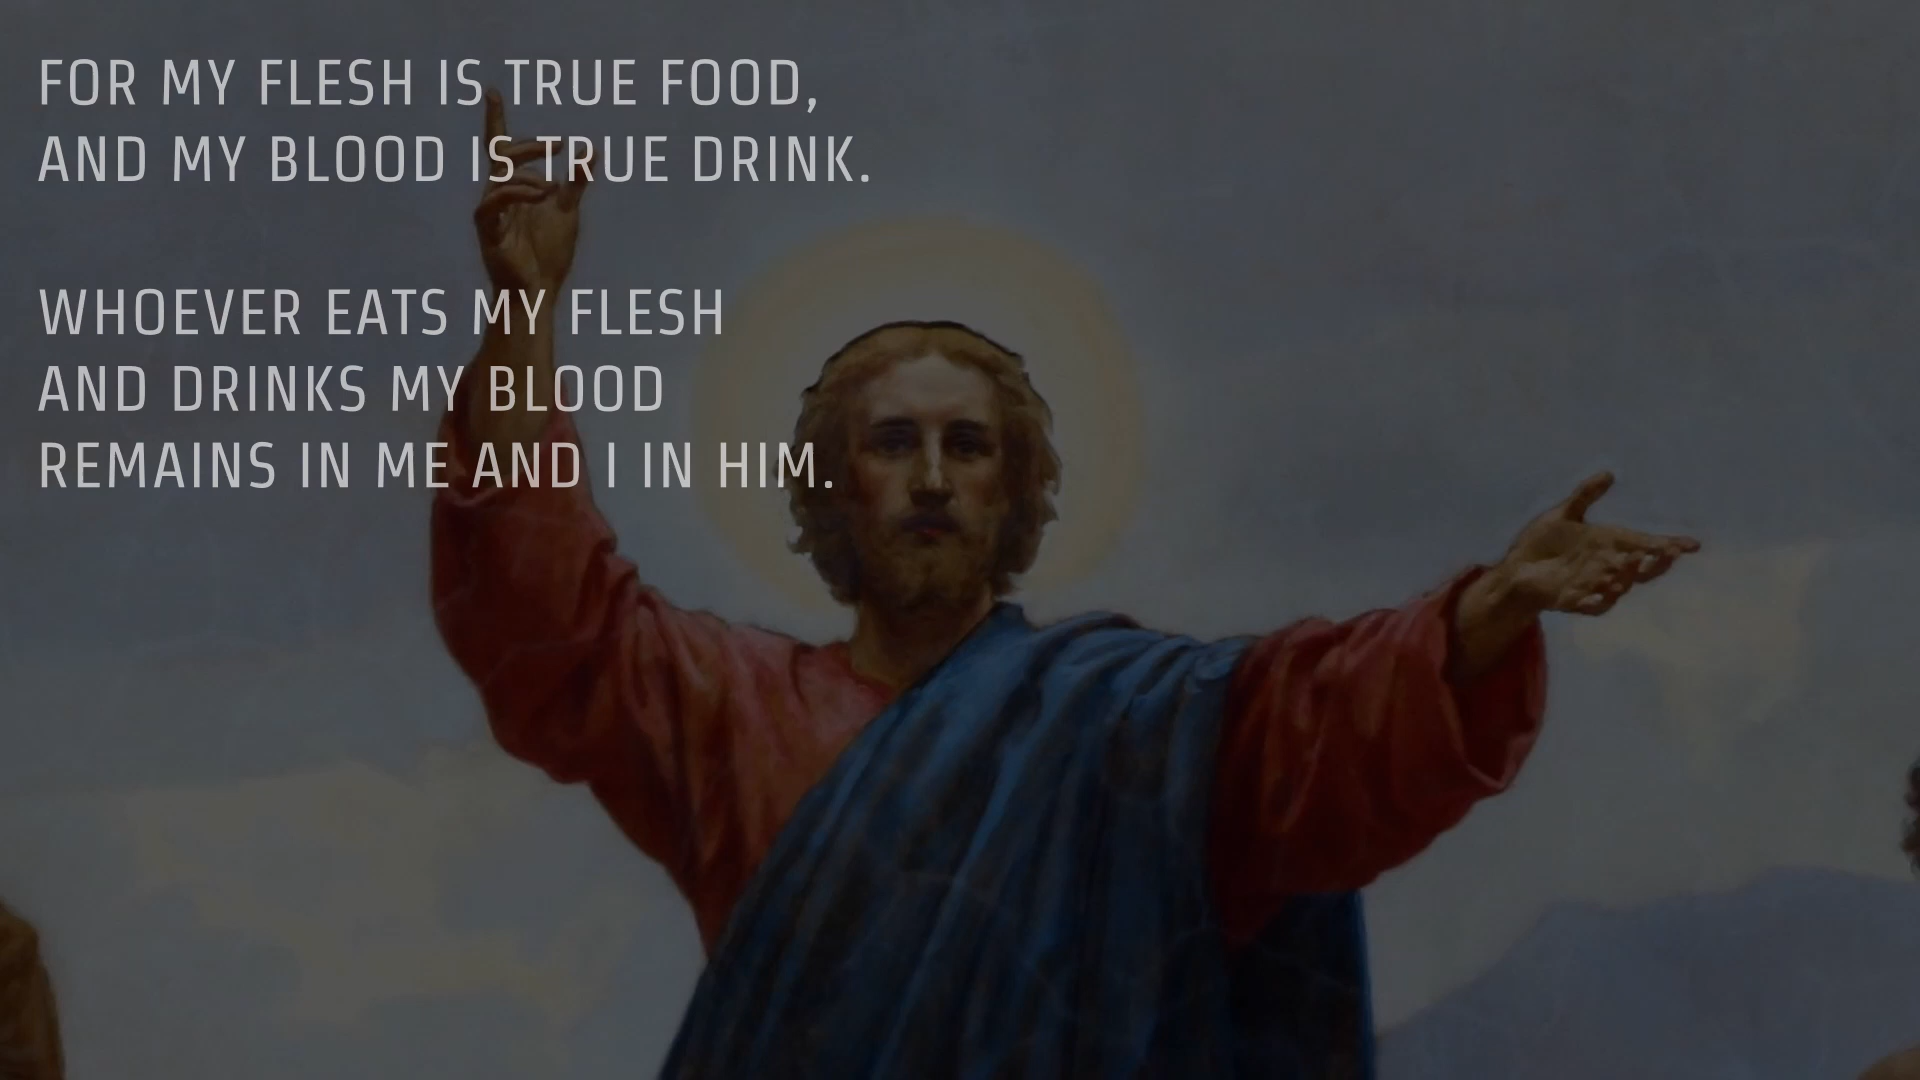 FOR MY FLESH IS TRUE FOOD,
AND MY BLOOD IS TRUE DRINK.
WHOEVER EATS MY FLESH
AND DRINKS MY BLOOD
REMAINS IN ME AND I IN HIM.